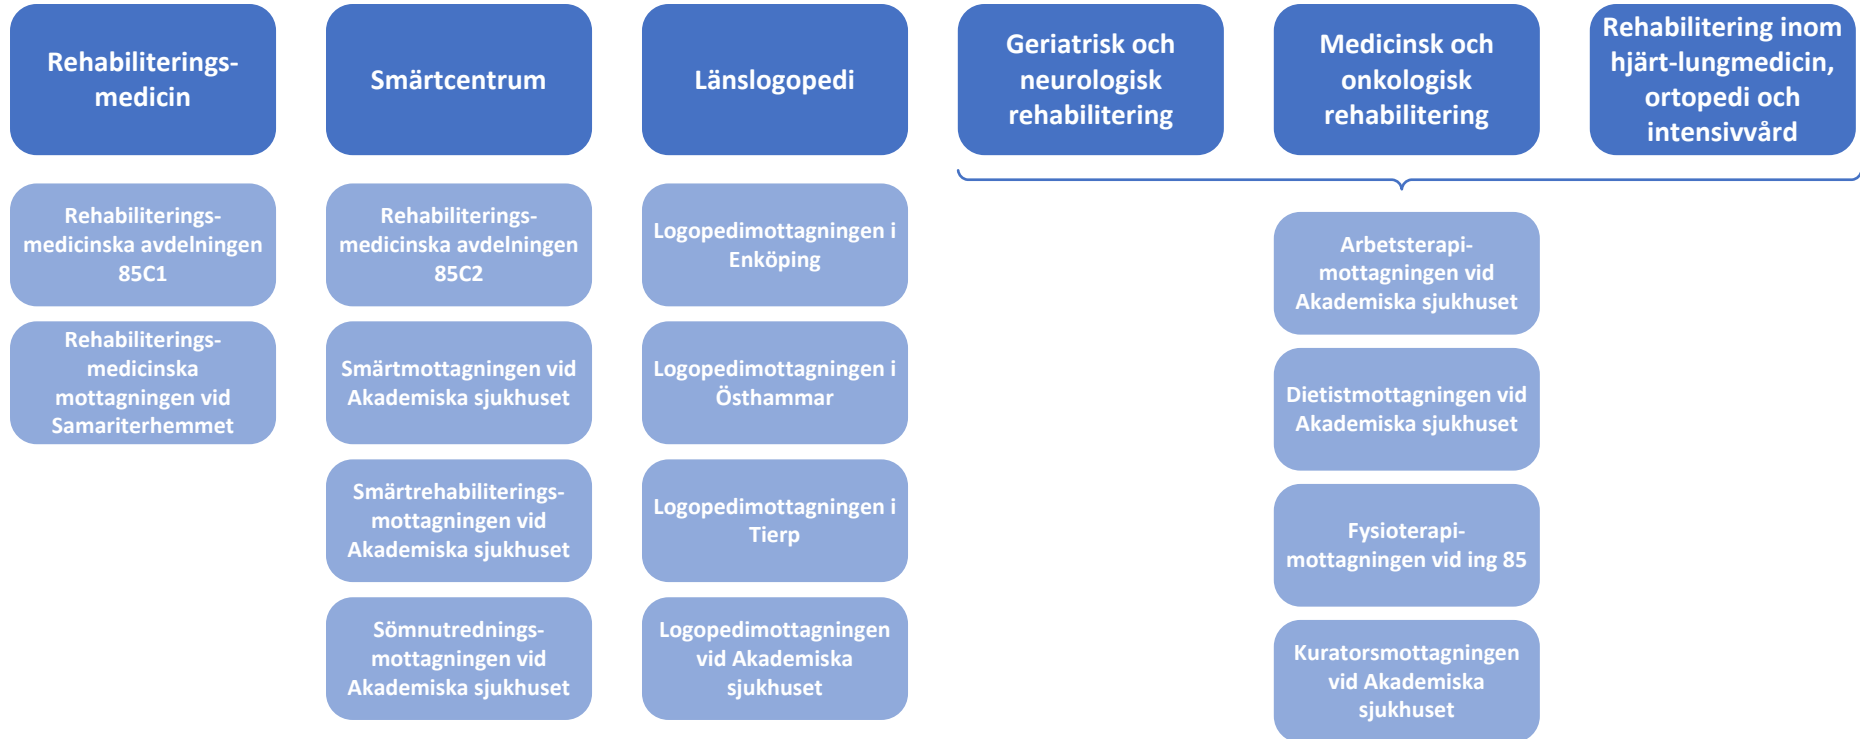 Rehabiliterings-
medicin
Smärtcentrum
Länslogopedi
Geriatrisk och
neurologisk
rehabilitering
Medicinsk och
onkologisk
rehabilitering
Rehabilitering inom
hjärt-lungmedicin,
ortopedi och
intensivvård
Rehabiliterings-
medicinska avdelningen
85C1
Rehabiliterings-
medicinska
mottagningen vid
Samariterhemmet
Rehabiliterings-
medicinska avdelningen
85C2
Smärtmottagningen vid
Akademiska sjukhuset
Smärtrehabiliterings-
mottagningen vid
Akademiska sjukhuset
Sömnutrednings-
mottagningen vid
Akademiska sjukhuset
Logopedimottagningen i
Enköping
Logopedimottagningen i
Östhammar
Logopedimottagningen i
Tierp
Logopedimottagningen
vid Akademiska
sjukhuset
Arbetsterapi-
mottagningen vid
Akademiska sjukhuset
Dietistmottagningen vid
Akademiska sjukhuset
Fysioterapi-
mottagningen vid ing 85
Kuratorsmottagningen
vid Akademiska
sjukhuset